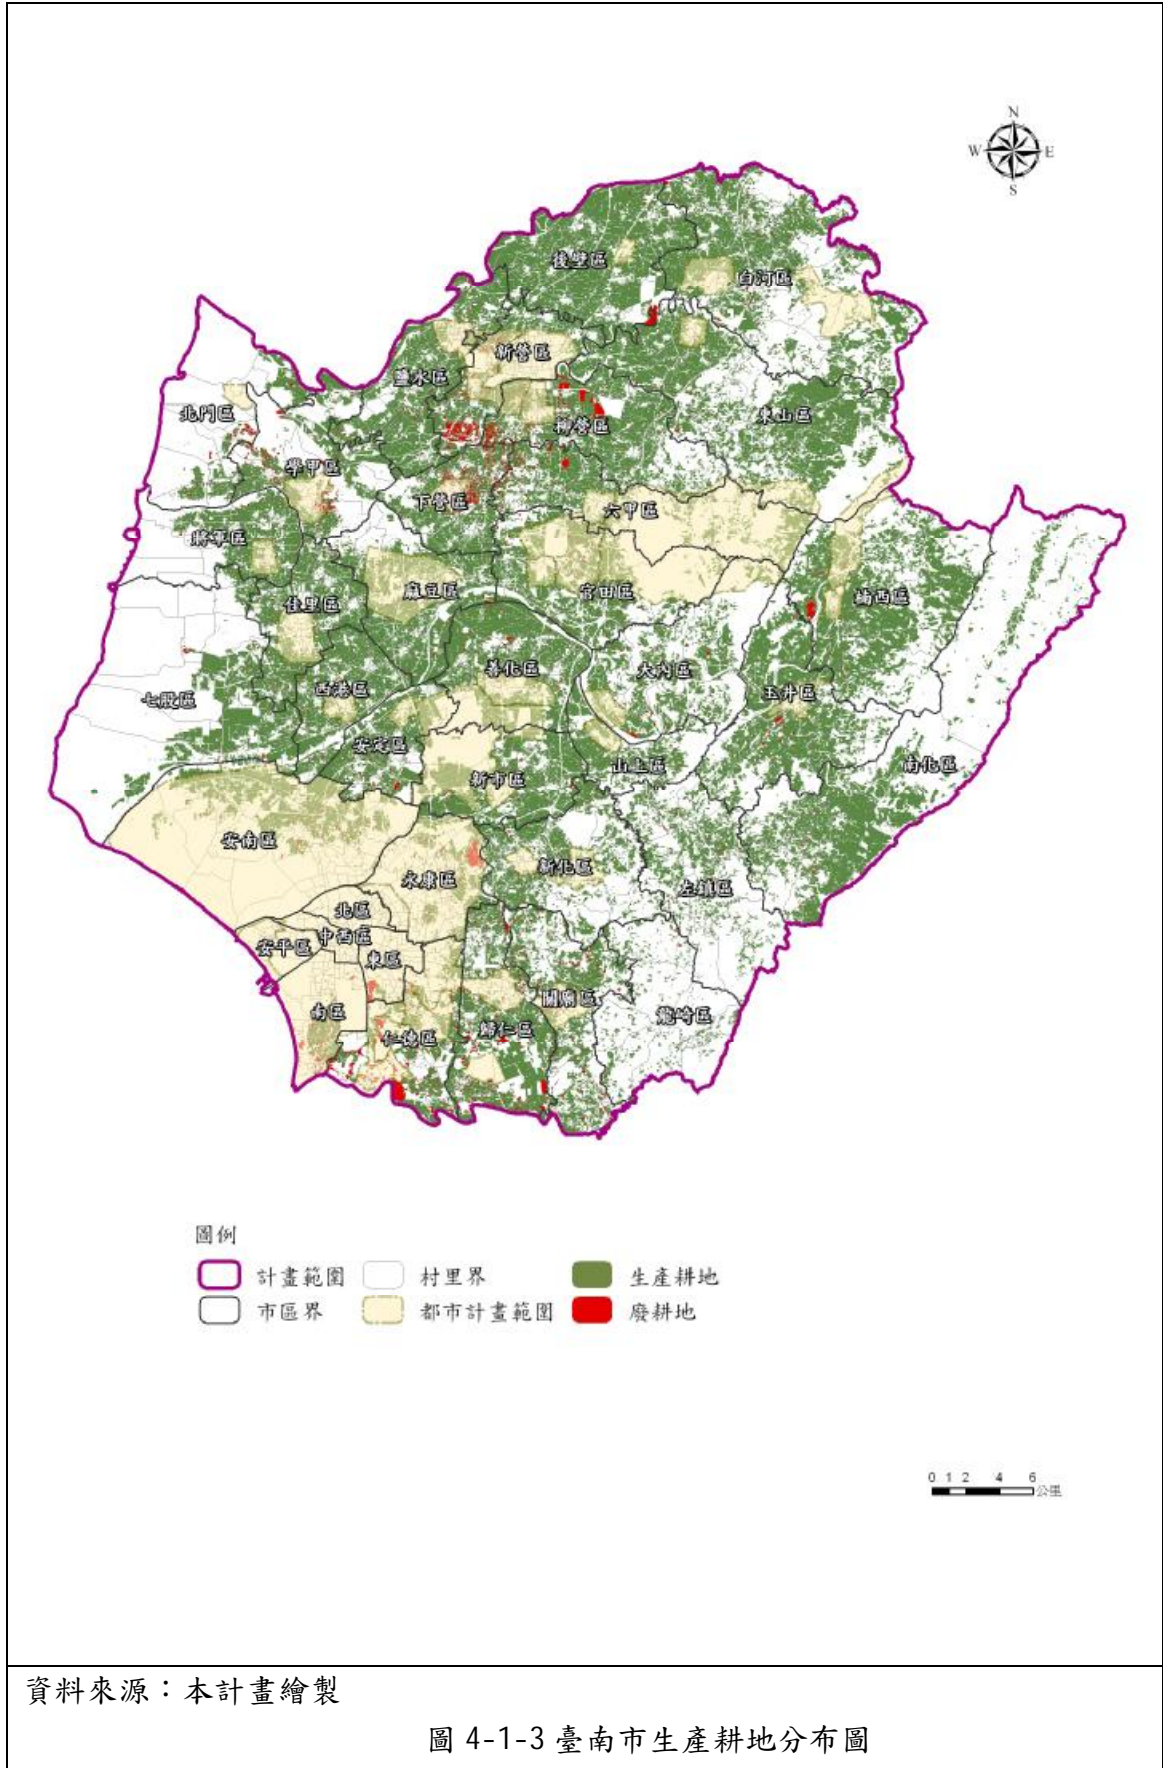 N
W E
S
後壁區
白河區
新營區
鹽水區
北門區
柳營區
東山區
學甲區
下營區
六甲區
將軍區
佳里區
麻豆區
官田區
楠西區
善化區
大內區
七股區
西港區
玉井區
安定區
新市區
山上區
南化區
安南區
永康區
新化區
左鎮區
北區
中西區
安平區
東區
南區
仁德區
歸仁區
關廟區
龍崎區
圖例
計畫範圍 村里界 生產耕地
市區界 都市計畫範圍 廢耕地
0 1 2 4 6
公里
資料來源：本計畫繪製
圖 4-1-3 臺南市生產耕地分布圖